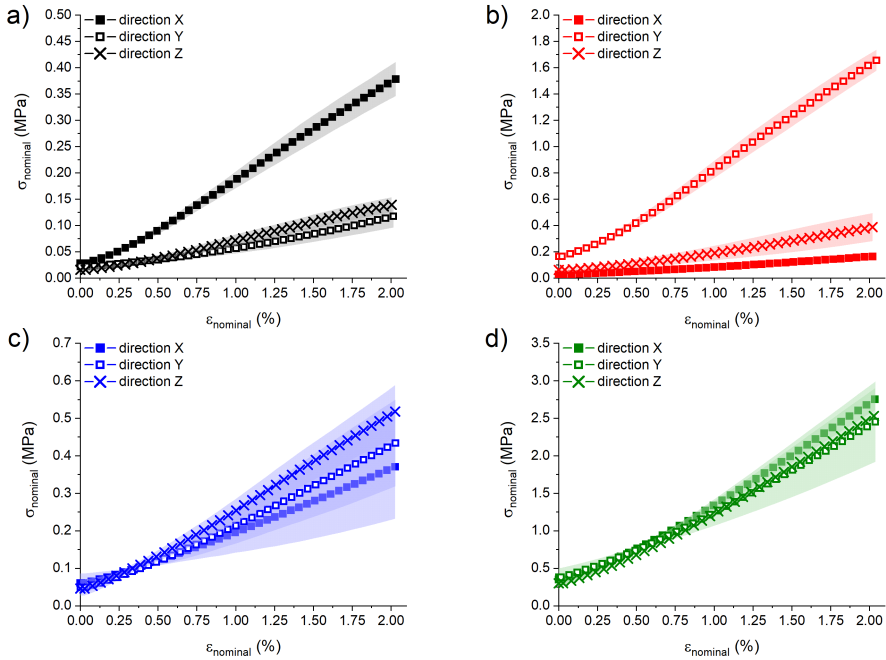 a)
direction X
direction Y
direction Z
0.50
0.40
0.30
0.20
0.15
0.10
0.05
0.00
σnominal (MPa)
0.00 0.25 0.50 0.75 1.00 1.25 1.50 1.75 2.00
εnominal (%)
b)
direction X
direction Y
direction Z
2.0
1.8
1.6
1.4
1.2
1.0
0.8
0.6
0.4
0.2
0.0
σnominal (MPa)
0.00 0.25 0.50 0.75 1.00 1.25 1.50 1.75 2.00
εnominal (%)
c)
direction X
direction Y
direction Z
0.7
0.6
0.5
0.4
0.3
0.2
0.1
0.0
σnominal (MPa)
0.00 0.25 0.50 0.75 1.00 1.25 1.50 1.75 2.00
εnominal (%)
d)
direction X
direction Y
direction Z
3.5
3.0
2.5
2.0
1.5
1.0
0.5
0.0
σnominal (MPa)
0.00 0.25 0.50 0.75 1.00 1.25 1.50 1.75 2.00
εnominal (%)